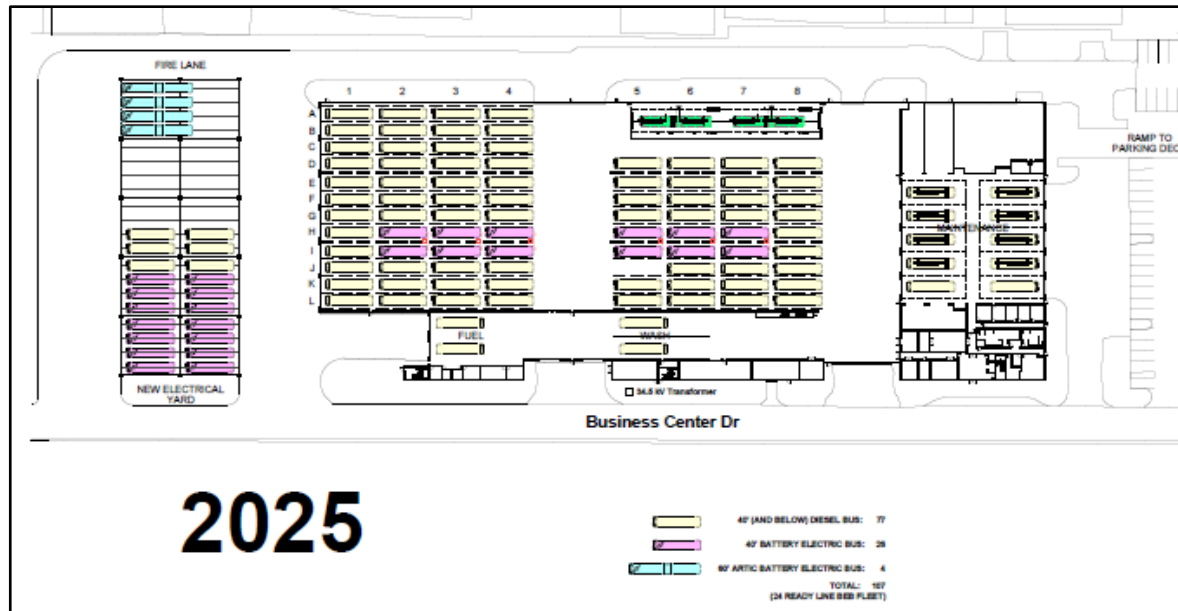 FIRE LANE
1 2 3 4 5 6 7 8
A
B
C
D
E
F
G
H
I
J
K
L
RAMP TO
PARKING DEC
MAINTENANCE
FUEL
WASH
NEW ELECTRICAL
YARD
34.5 kV Transformer
Business Center Dr
2025
40' (AND BELOW) DIESEL BUS: 77
40' BATTERY ELECTRIC BUS: 26
60' ARTIC BATTERY ELECTRIC BUS: 4
TOTAL: 107
(24 READY LINE BEB FLEET)